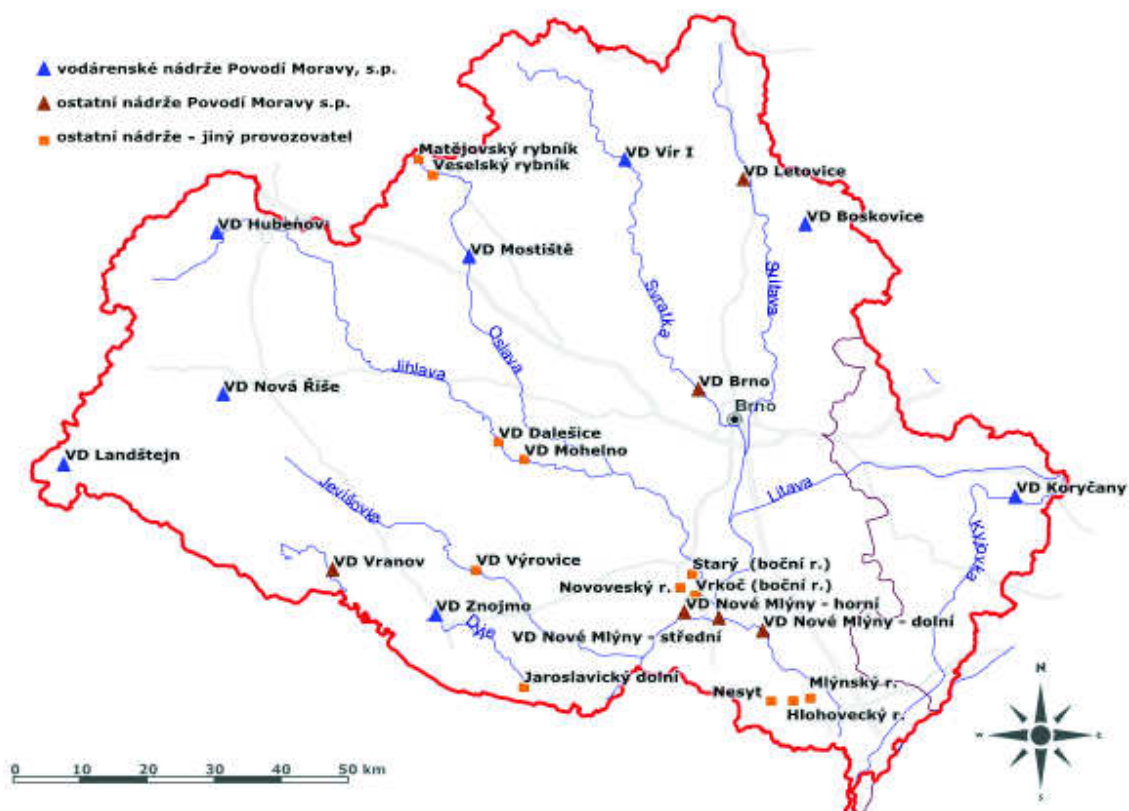 vodárenské nádrže Povodí Moravy, s.p.
ostatní nádrže Povodí Moravy s.p.
ostatní nádrže - jiný provozovatel
Matějovský rybník
Veselský rybník
VD Vír I
VD Letovice
VD Boskovice
VD Hubeňov
VD Mostiště
Svratka
Svitava
Oslava
Jihlava
VD Nová Říše
VD Brno
Brno
VD Dalešice
VD Mohelno
VD Landštejn
Jevišovka
Litava
VD Koryčany
Kyjovka
VD Vranov
VD Výrovice
Starý (boční r.)
Novoveský r.
Vrkoč (boční r.)
VD Znojmo
VD Nové Mlýny - horní
Dyje
VD Nové Mlýny - střední
VD Nové Mlýny - dolní
Jaroslavický dolní
Nesyt
Mlýnský r.
Hlohovecký r.
N
W
E
S
0 10 20 30 40 50 km